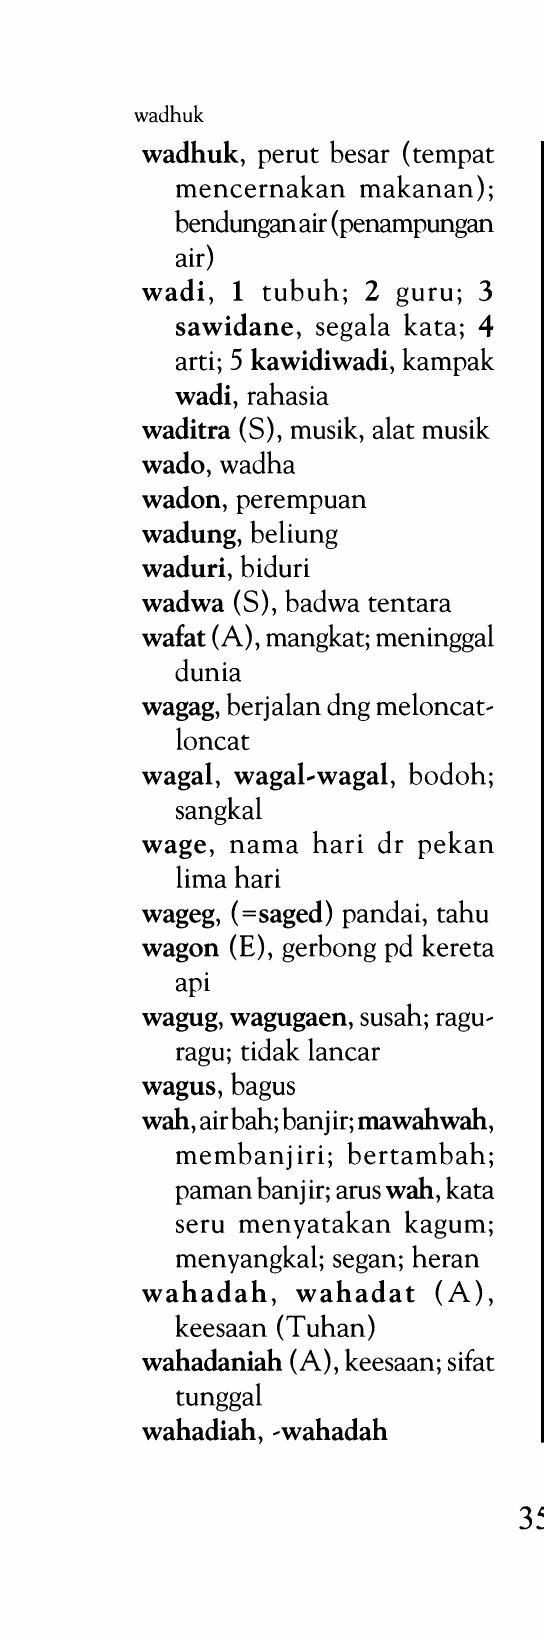 wadhuk
wadhuk, perut besar (tempat
mencernakan makanan);
bendungan air (penampungan
air)
wadi, 1 tubuh; 2 guru; 3
sawidane, segala kata; 4
arti; 5 kawidiwadi, kampak
wadi, rahasia
waditra (S), musik, alat musik
wado, wadha
wadon, perempuan
wadung, beliung
waduri, biduri
wadwa (S), badwa tentara
wafat (A), mangkat; meninggal
dunia
wagag, berjalan dng meloncat-
loncat
wagal, wagal-wagal, bodoh;
sangkal
wage, nama hari dr pekan
lima hari
wageg, (=saged) pandai, tahu
wagon (E), gerbong pd kereta
api
wagug, wagugaen, susah; ragu-
ragu; tidak lancar
wagus, bagus
wah, air bah; banjir; mawahwah,
membanjiri; bertambah;
paman banjir; arus wah, kata
seru menyatakan kagum;
menyangkal; segan; heran
wahadah, wahadat (A),
keesaan (Tuhan)
wahadaniah (A), keesaan; sifat
tunggal
wahadiah, -wahadah